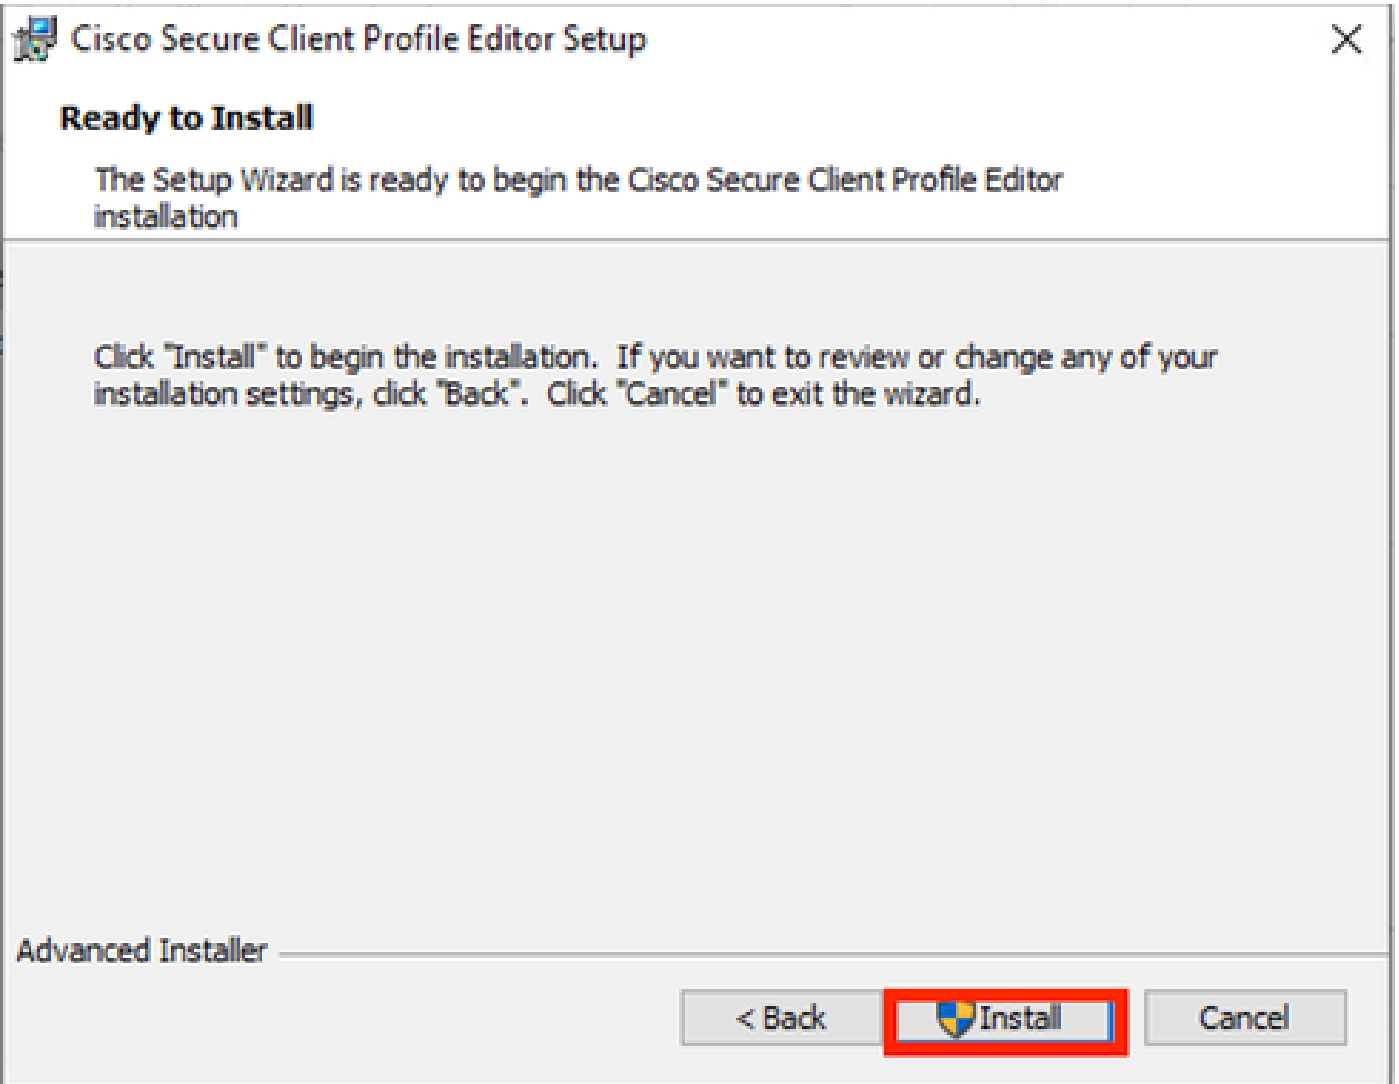 Cisco Secure Client Profile Editor Setup
Ready to Install
The Setup Wizard is ready to begin the Cisco Secure Client Profile Editor
installation
Click "Install" to begin the installation.  If you want to review or change any of your
installation settings, click "Back".  Click "Cancel" to exit the wizard.
Advanced Installer
< Back
Install
Cancel